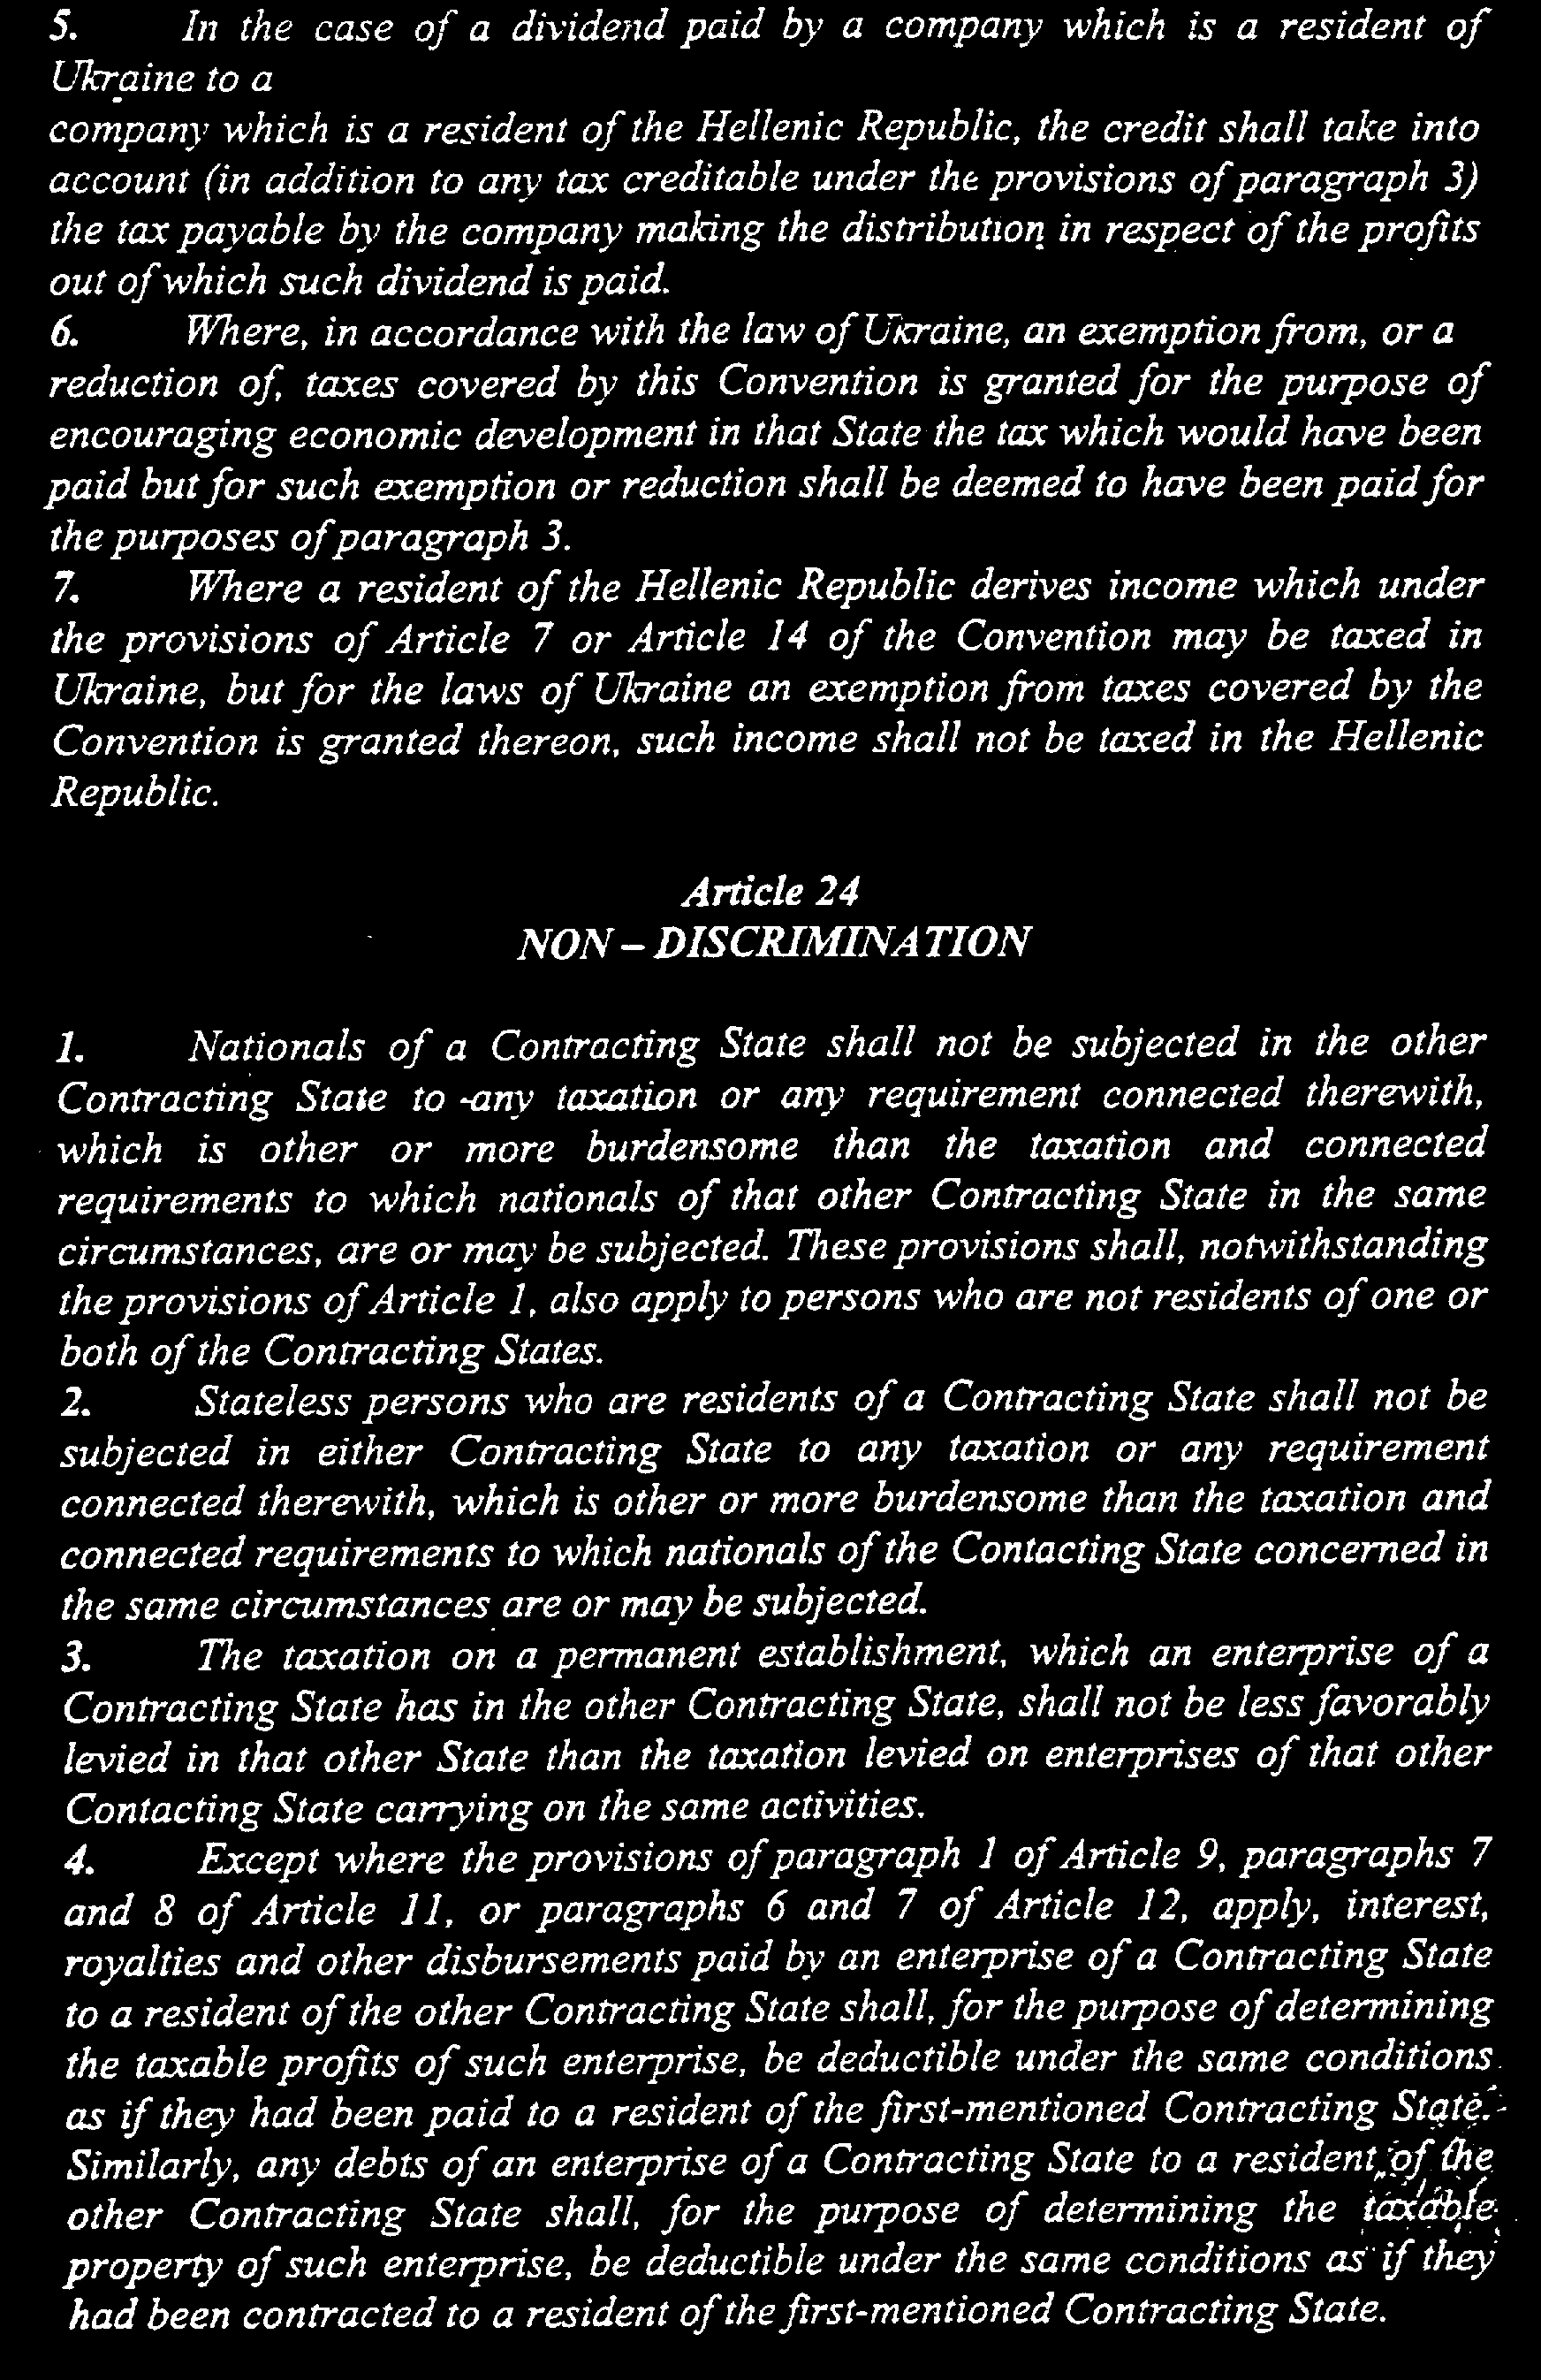 5. In the case of a dividend paid by a company which is a resident of
Ukraine to a
company which is a resident of the Hellenic Republic, the credit shall take into
account (in addition to any tax creditable under the provisions of paragraph 3)
the tax payable by the company making the distribution in respect of the profits
out of which such dividend is paid.
6. Where, in accordance with the law of Ukraine, an exemption from, or a
reduction of, taxes covered by this Convention is granted for the purpose of
encouraging economic development in that State the tax which would have been
paid but for such exemption or reduction shall be deemed to have been paid for
the purposes of paragraph 3.
7. Where a resident of the Hellenic Republic derives income which under
the provisions of Article 7 or Article 14 of the Convention may be taxed in
Ukraine, but for the laws of Ukraine an exemption from taxes covered by the
Convention is granted thereon, such income shall not be taxed in the Hellenic
Republic.
Article 24
NON – DISCRIMINATION
1. Nationals of a Contracting State shall not be subjected in the other
Contracting State to any taxation or any requirement connected therewith,
which is other or more burdensome than the taxation and connected
requirements to which nationals of that other Contracting State in the same
circumstances, are or may be subjected. These provisions shall, notwithstanding
the provisions of Article 1, also apply to persons who are not residents of one or
both of the Contracting States.
2. Stateless persons who are residents of a Contracting State shall not be
subjected in either Contracting State to any taxation or any requirement
connected therewith, which is other or more burdensome than the taxation and
connected requirements to which nationals of the Contacting State concerned in
the same circumstances are or may be subjected.
3. The taxation on a permanent establishment, which an enterprise of a
Contracting State has in the other Contracting State, shall not be less favorably
levied in that other State than the taxation levied on enterprises of that other
Contacting State carrying on the same activities.
4. Except where the provisions of paragraph 1 of Article 9, paragraphs 7
and 8 of Article 11, or paragraphs 6 and 7 of Article 12, apply, interest,
royalties and other disbursements paid by an enterprise of a Contracting State
to a resident of the other Contracting State shall, for the purpose of determining
the taxable profits of such enterprise, be deductible under the same conditions
as if they had been paid to a resident of the first-mentioned Contracting State.
Similarly, any debts of an enterprise of a Contracting State to a resident of the
other Contracting State shall, for the purpose of determining the taxable
property of such enterprise, be deductible under the same conditions as if they
had been contracted to a resident of the first-mentioned Contracting State.